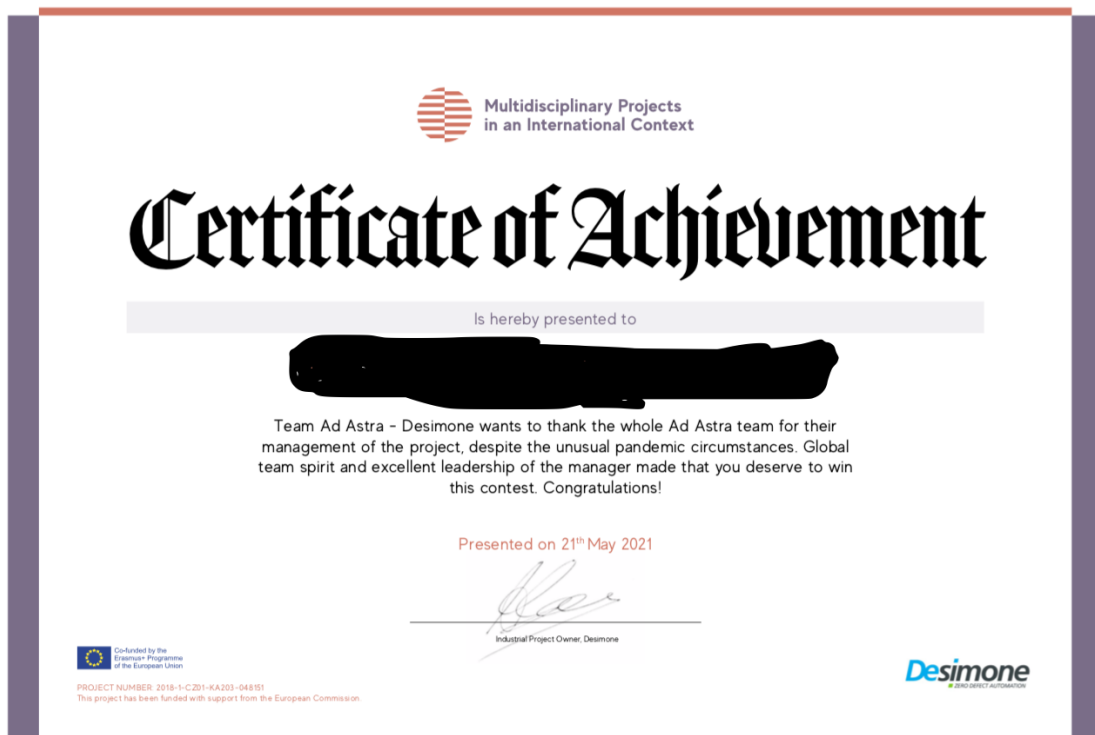 Multidisciplinary Projects
in an International Context
Certificate of Achievement
Is hereby presented to
Team Ad Astra - Desimone wants to thank the whole Ad Astra team for their
management of the project, despite the unusual pandemic circumstances. Global
team spirit and excellent leadership of the manager made that you deserve to win
this contest. Congratulations!
Presented on 21th May 2021
Industrial Project Owner, Desimone
Co-funded by the
Erasmus+ Programme
of the European Union
PROJECT NUMBER: 2018-1-CZ01-KA203-048151
This project has been funded with support from the European Commission.
Desimone
ZERO DEFECT AUTOMATION